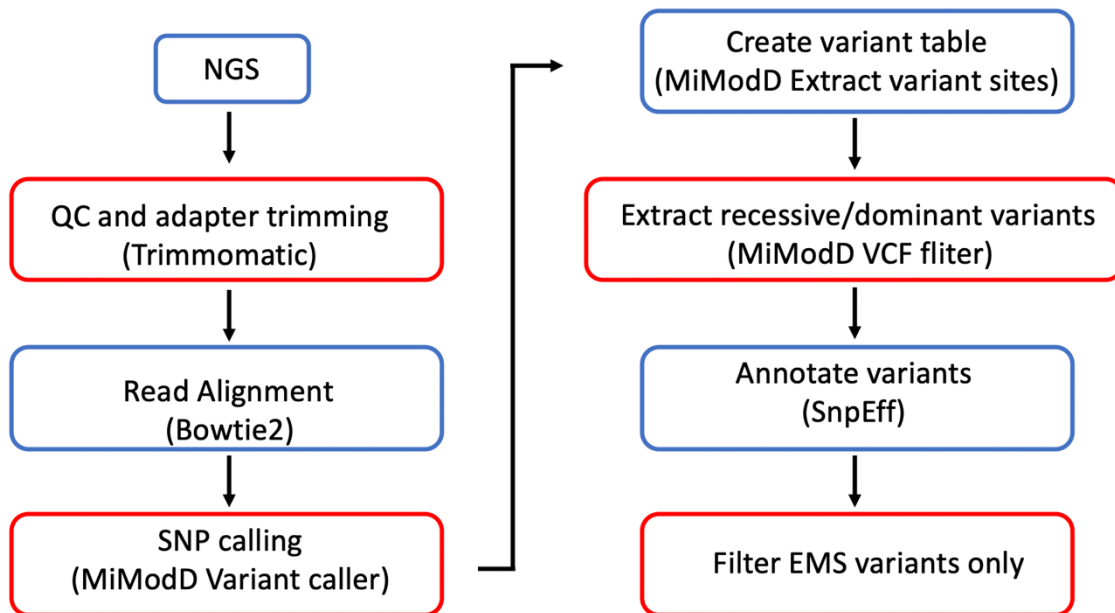 NGS
QC and adapter trimming
(Trimmomatic)
Read Alignment
(Bowtie2)
SNP calling
(MiModD Variant caller)
Create variant table
(MiModD Extract variant sites)
Extract recessive/dominant variants
(MiModD VCF fliter)
Annotate variants
(SnpEff)
Filter EMS variants only